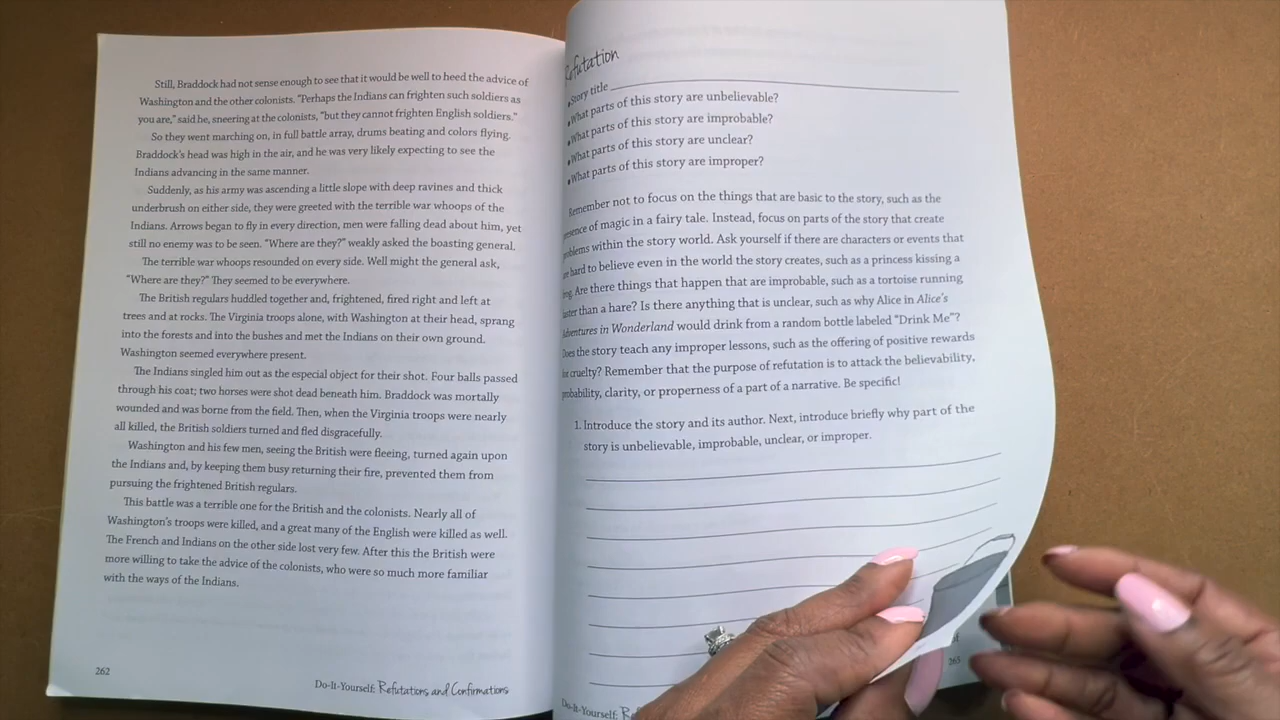 Still, Braddock had not sense enough to see that it would be well to heed the advice of
Washington and the other colonists. "Perhaps the Indians can frighten such soldiers as
you are," said he, sneering at the colonists, "but they cannot frighten English soldiers."
So they went marching on, in full battle array, drums beating and colors flying.
Braddock's head was high in the air, and he was very likely expecting to see the
Indians advancing in the same manner.
Suddenly, as his army was ascending a little slope with deep ravines and thick
underbrush on either side, they were greeted with the terrible war whoops of the
Indians. Arrows began to fly in every direction, men were falling dead about him, yet
still no enemy was to be seen. "Where are they?" weakly asked the boasting general.
The terrible war whoops resounded on every side. Well might the general ask,
"Where are they?" They seemed to be everywhere.
The British regulars huddled together and, frightened, fired right and left at
trees and at rocks. The Virginia troops alone, with Washington at their head, sprang
into the forests and into the bushes and met the Indians on their own ground.
Washington seemed everywhere present.
The Indians singled him out as the especial object for their shot. Four balls passed
through his coat; two horses were shot dead beneath him. Braddock was mortally
wounded and was borne from the field. Then, when the Virginia troops were nearly
all killed, the British soldiers turned and fled disgracefully.
Washington and his few men, seeing the British were fleeing, turned again upon
the Indians and, by keeping them busy returning their fire, prevented them from
pursuing the frightened British regulars.
This battle was a terrible one for the British and the colonists. Nearly all of
Washington's troops were killed, and a great many of the English were killed as well.
The French and Indians on the other side lost very few. After this the British were
more willing to take the advice of the colonists, who were so much more familiar
with the ways of the Indians.
262
Do-It-Yourself: Refutations and Confirmations
Refutation
•Story title
•What parts of this story are unbelievable?
•What parts of this story are improbable?
•What parts of this story are unclear?
•What parts of this story are improper?
Remember not to focus on the things that are basic to the story, such as the
presence of magic in a fairy tale. Instead, focus on parts of the story that create
problems within the story world. Ask yourself if there are characters or events that
are hard to believe even in the world the story creates, such as a princess kissing a
frog. Are there things that happen that are improbable, such as a tortoise running
faster than a hare? Is there anything that is unclear, such as why Alice in Alice's
Adventures in Wonderland would drink from a random bottle labeled "Drink Me"?
Does the story teach any improper lessons, such as the offering of positive rewards
for cruelty? Remember that the purpose of refutation is to attack the believability,
probability, clarity, or properness of a part of a narrative. Be specific!
1. Introduce the story and its author. Next, introduce briefly why part of the
story is unbelievable, improbable, unclear, or improper.
Do-It-Yourself:
265